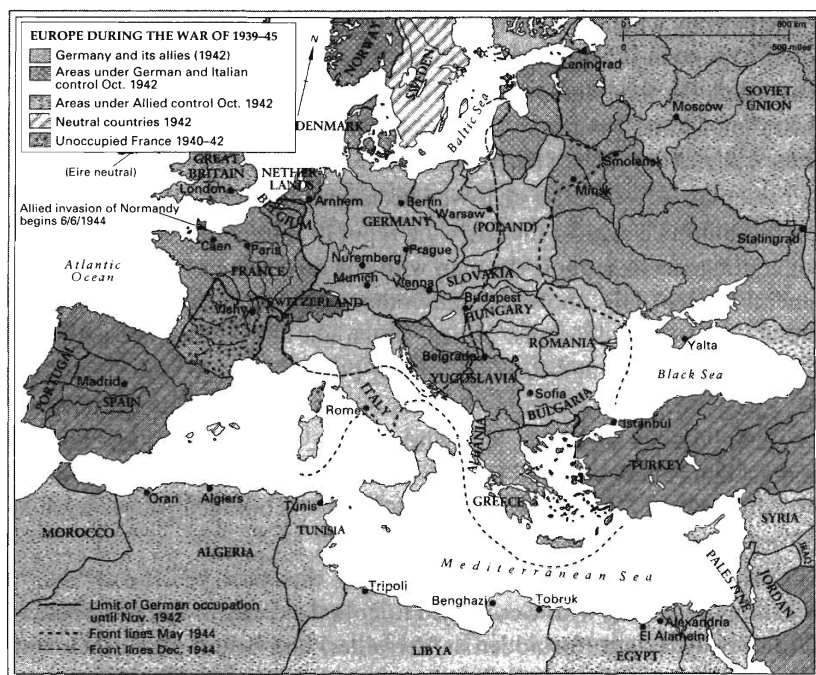 EUROPE DURING THE WAR OF 1939–45
Germany and its allies (1942)
Areas under German and Italian
control Oct. 1942
Areas under Allied control Oct. 1942
Neutral countries 1942
Unoccupied France 1940–42
(Eire neutral)
N
0 800 km
0 500 miles
NORWAY
SWEDEN
Leningrad
SOVIET
UNION
Moscow
DENMARK
Baltic Sea
Smolensk
Minsk
GREAT
BRITAIN
London
NETHER
LANDS
Arnhem
BELGIUM
Berlin
GERMANY
Warsaw
(POLAND)
Stalingrad
Allied invasion of Normandy
begins 6/6/1944
Caen
Paris
FRANCE
Nuremberg
Prague
Munich
Vienna
SLOVAKIA
Atlantic
Ocean
SWITZERLAND
Vichy
Budapest
HUNGARY
ROMANIA
Yalta
Belgrade
YUGOSLAVIA
Black Sea
PORTUGAL
Madrid
SPAIN
ITALY
Rome
Sofia
BULGARIA
Istanbul
ALBANIA
TURKEY
GREECE
Oran
Algiers
Tunis
TUNISIA
MOROCCO
ALGERIA
SYRIA
IRAQ
PALESTINE
JORDAN
Mediterranean Sea
Tripoli
Benghazi
Tobruk
Alexandria
El Alamein
LIBYA
EGYPT
Limit of German occupation
until Nov. 1942
Front lines May 1944
Front lines Dec. 1944